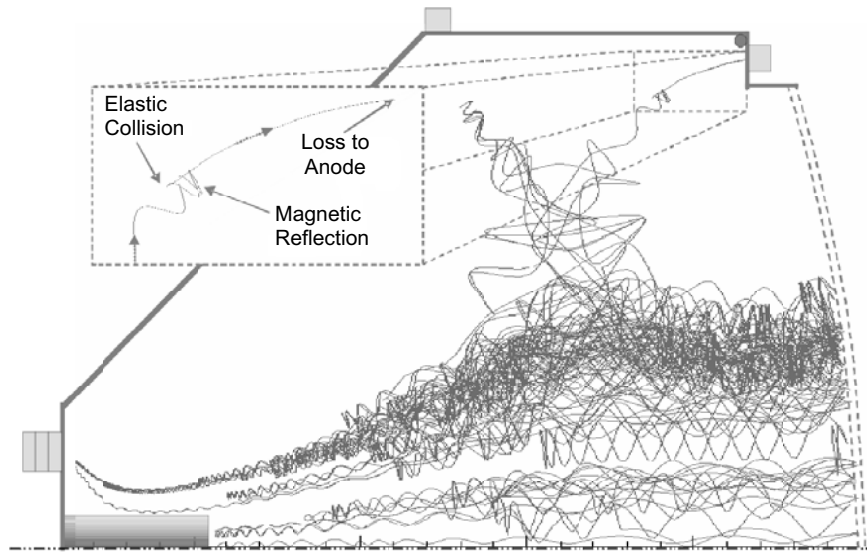 Elastic
Collision
Loss to
Anode
Magnetic
Reflection